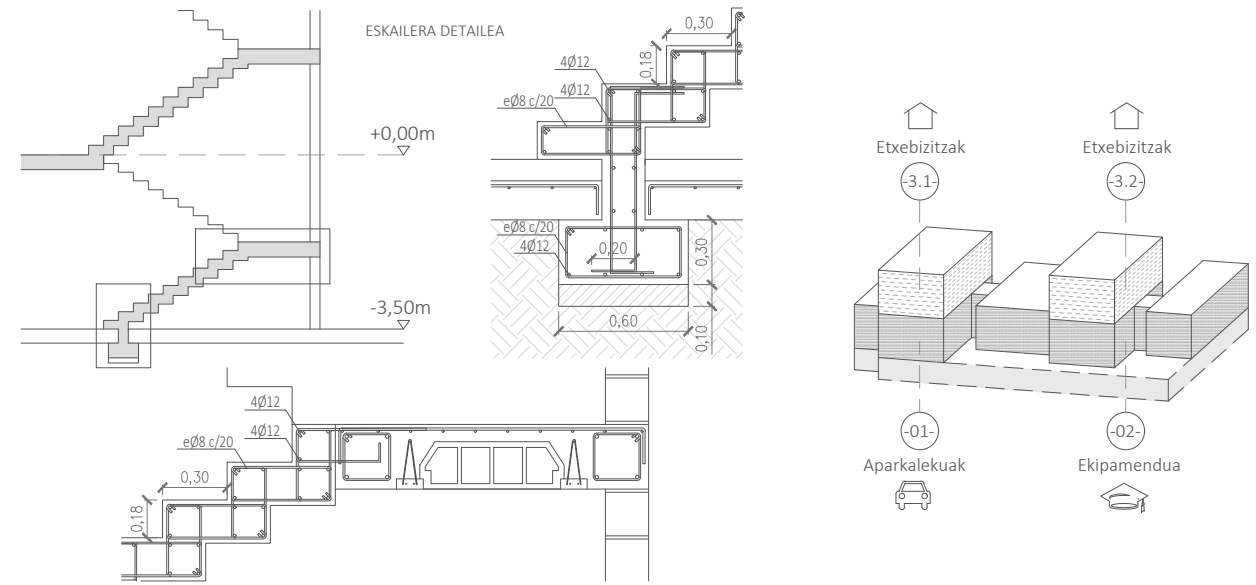 ESKAILERA DETAILEA
+0,00m
-3,50m
0,30
0,18
4Ø12
4Ø12
eØ8 c/20
eØ8 c/20
4Ø12
0,20
0,30
0,60
0,10
4Ø12
4Ø12
eØ8 c/20
0,30
0,18
Etxebizitzak
Etxebizitzak
-3.1-
-3.2-
-01-
-02-
Aparkalekuak
Ekipamendua